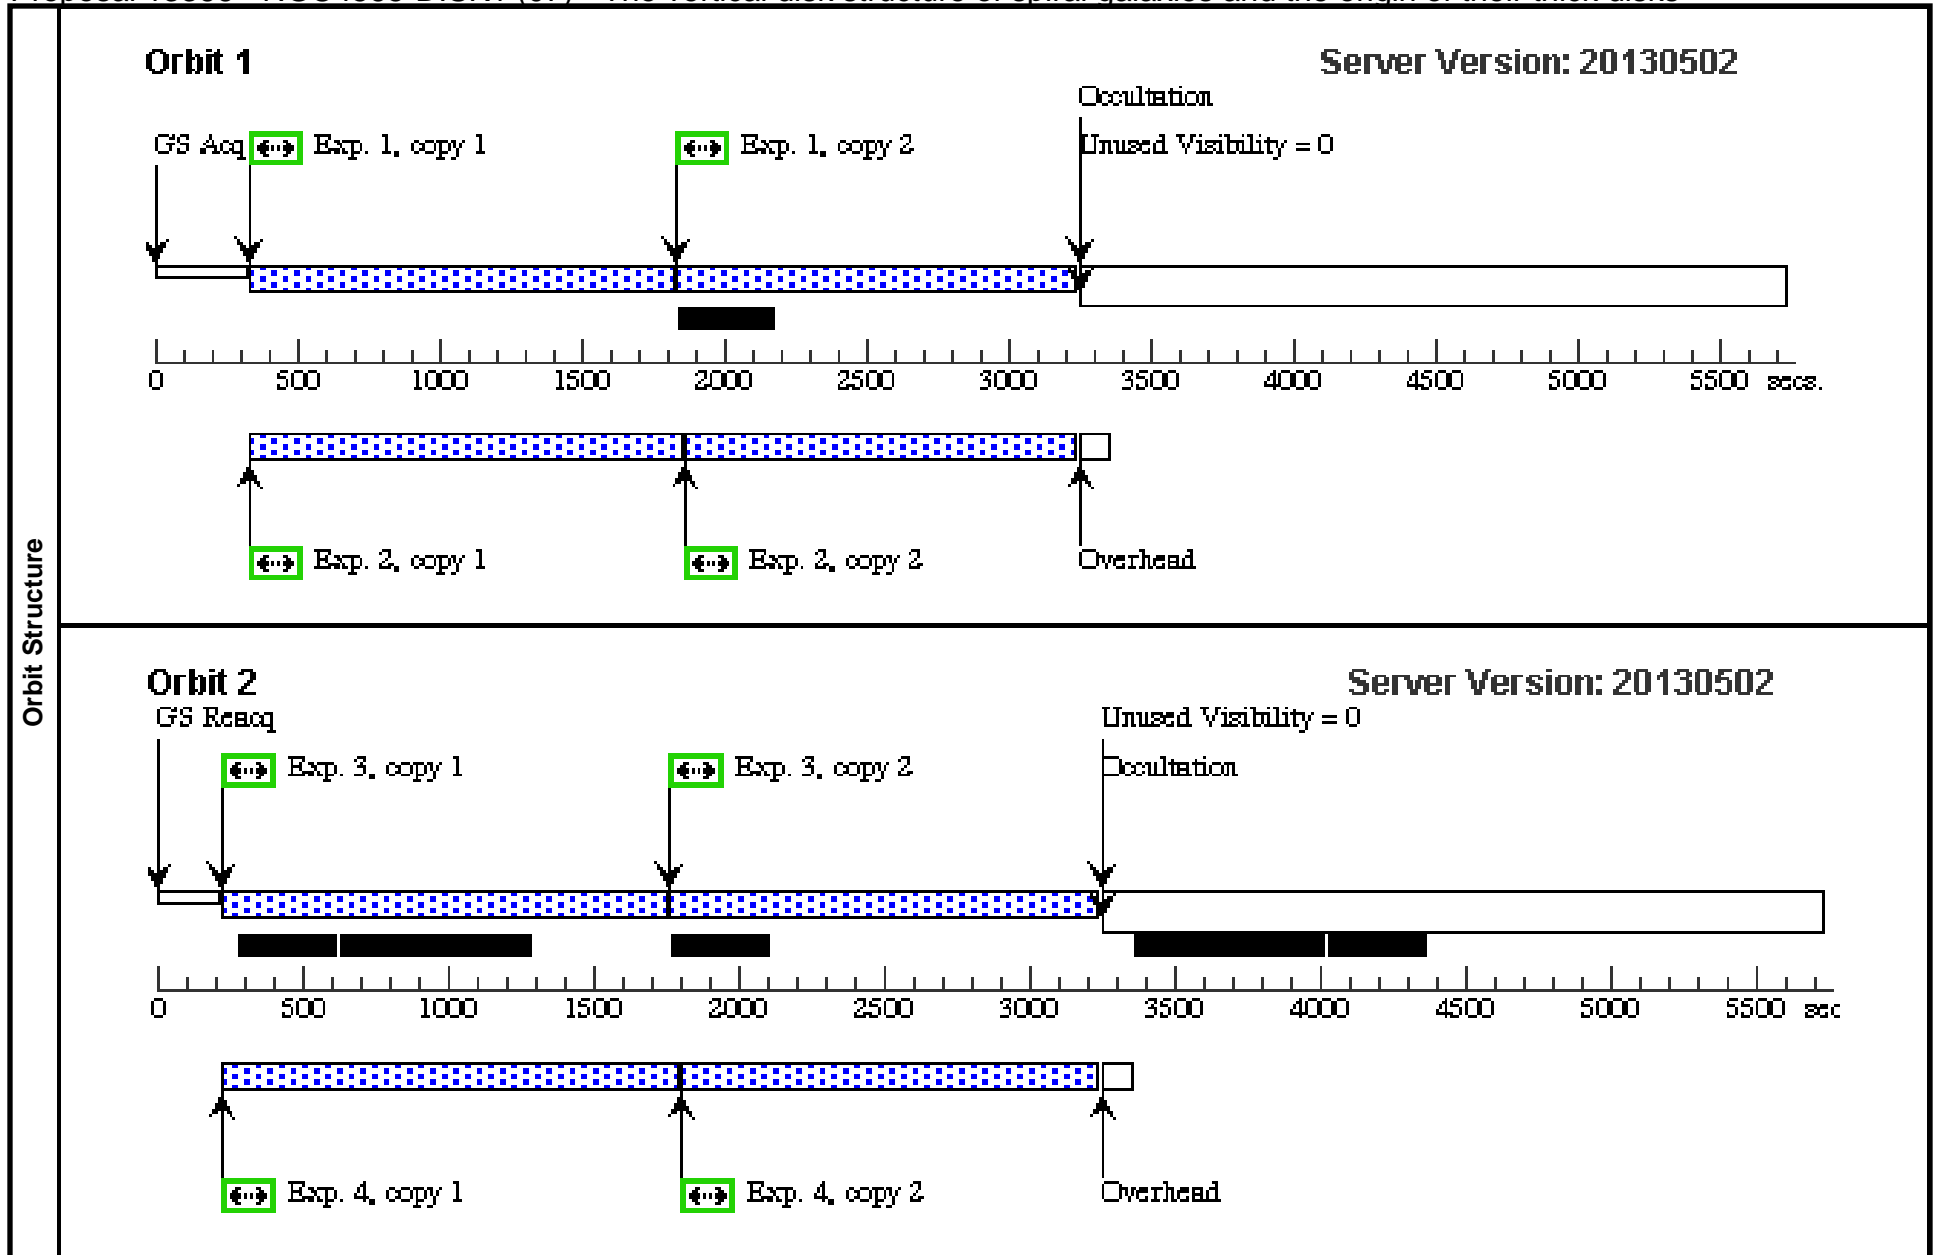 Orbit Structure
Orbit 1
Server Version: 20130502
Occultation
GS Acq
Exp. 1, copy 1
Exp. 1, copy 2
Unused Visibility = 0
0 500 1000 1500 2000 2500 3000 3500 4000 4500 5000 5500 secs.
Exp. 2, copy 1
Exp. 2, copy 2
Overhead
Orbit 2
Server Version: 20130502
GS Reacq
Unused Visibility = 0
Exp. 3, copy 1
Exp. 3, copy 2
Occultation
0 500 1000 1500 2000 2500 3000 3500 4000 4500 5000 5500 sec
Exp. 4, copy 1
Exp. 4, copy 2
Overhead